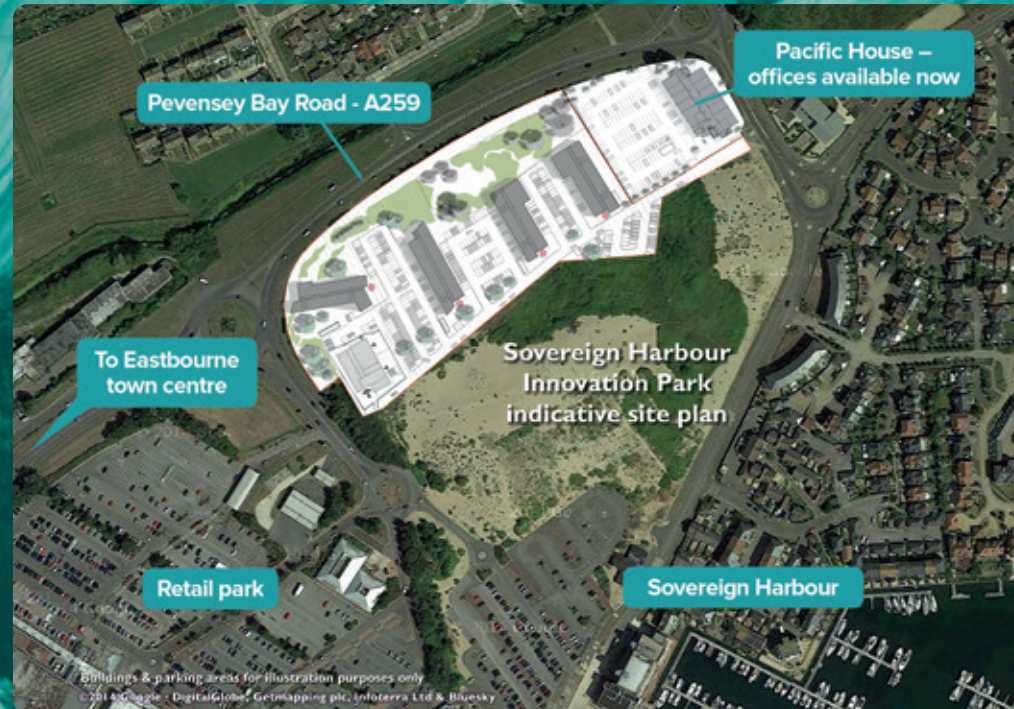 Pacific House –
offices available now
Pevensey Bay Road - A259
To Eastbourne
town centre
Sovereign Harbour
Innovation Park
indicative site plan
Retail park
Sovereign Harbour
Buildings & parking areas for illustration purposes only
©2014 Google - DigitalGlobe, Getmapping plc, Infoterra Ltd & Bluesky